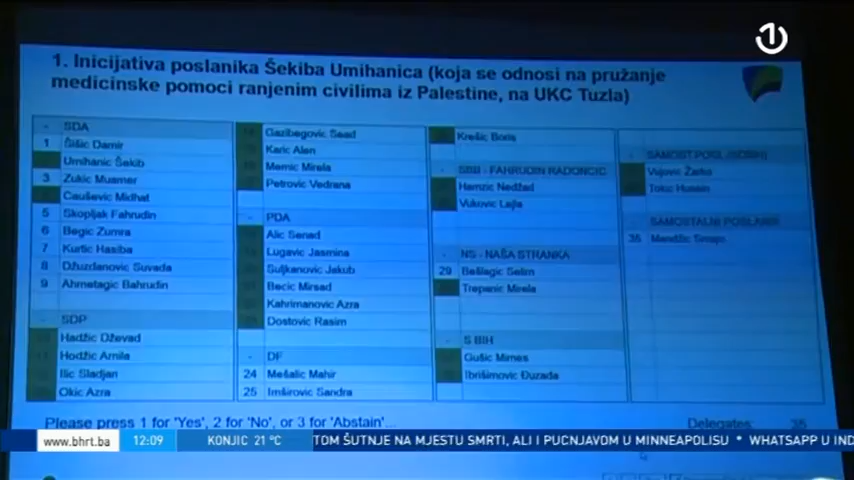 1
1. Inicijativa poslanika Šekiba Umihanica (koja se odnosi na pružanje
medicinske pomoci ranjenim civilima iz Palestine, na UKC Tuzla)
- SDA
1 Šišic Damir
Umihanic Šekib
3 Zukic Muamer
Causevic Midhat
5 Skopljak Fahrudin
6 Begic Zumra
7 Kurtic Hasiba
8 Džuzdanovic Suvada
9 Ahmetagic Bahrudin
- SDP
Hadžic Dževad
Hodžic Amila
Ilic Sladjan
Okic Azra
Gazibegovic Sead
Karic Alen
Memic Mirela
Petrovic Vedrana
- PDA
Alic Senad
Lugavic Jasmina
Suljkanovic Jakub
Becic Mirsad
Kahrimanovic Azra
Dostovic Rasim
- DF
24 Mešalic Mahir
25 Imširovic Sandra
Krešic Boris
- SBB - FAHRUDIN RADONCIC
Hamzic Nedžad
Vukovic Lejla
- NS - NAŠA STRANKA
29 Bešlagic Selim
Trepanic Mirela
- S BIH
Gušic Mirnes
Ibrišimovic Đuzada
Vujovic Žarko
Tokic Husein
SAMOSTALNI POSLANIK
35 Mandžic
Please press 1 for 'Yes', 2 for 'No', or 3 for 'Abstain'...
Delegates: 35
www.bhrt.ba 12:09 KONJIC 21 °C TOM ŠUTNJE NA MJESTU SMRTI, ALI I PUCNJAVOM U MINNEAPOLISU * WHATSAPP U IND